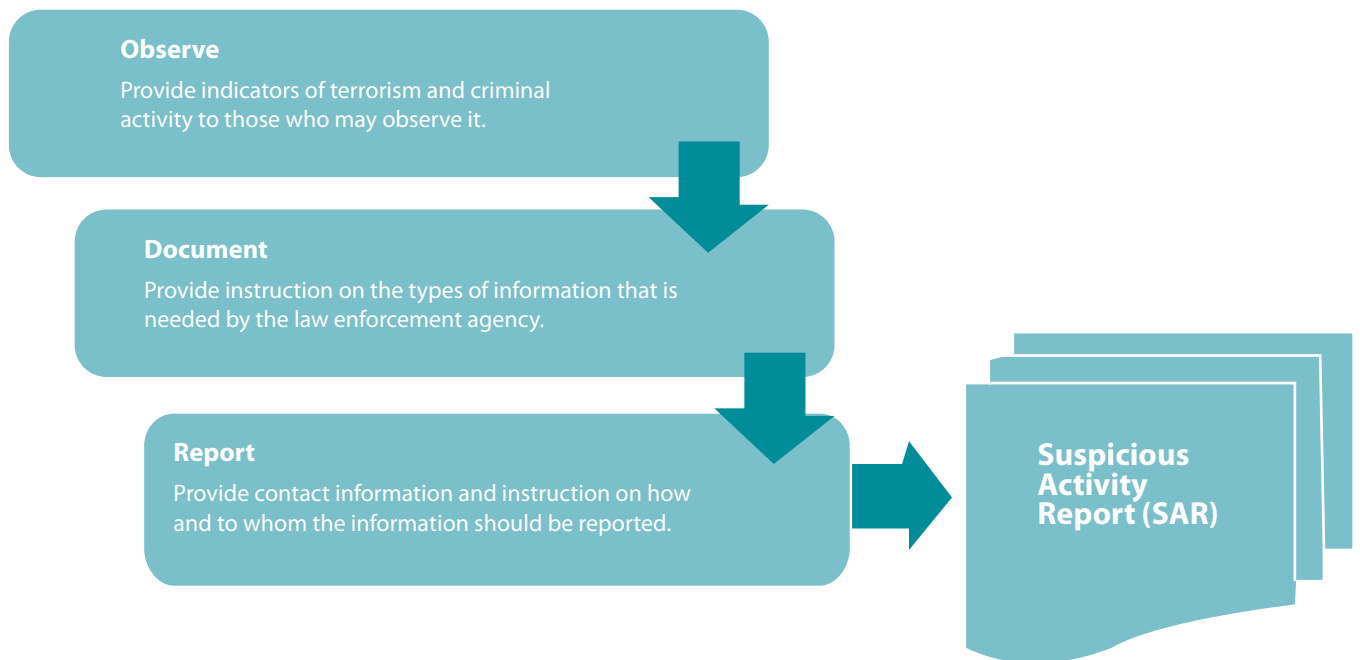 Observe
Provide indicators of terrorism and criminal
activity to those who may observe it.
Document
Provide instruction on the types of information that is
needed by the law enforcement agency.
Report
Provide contact information and instruction on how
and to whom the information should be reported.
Suspicious
Activity
Report (SAR)